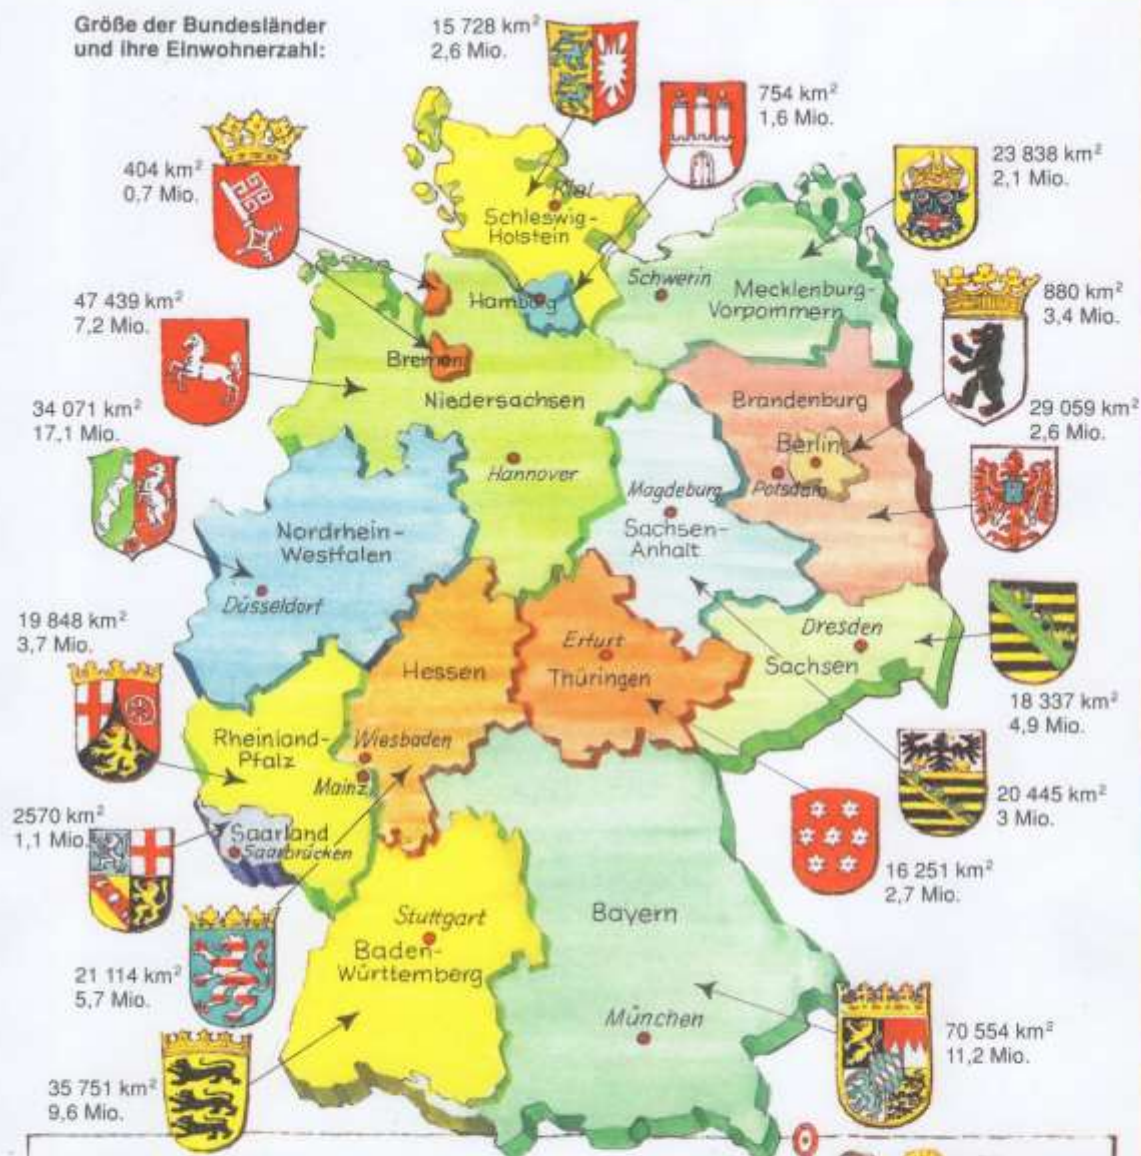 Größe der Bundesländer
und ihre Einwohnerzahl:
15 728 km²
2,6 Mio.
754 km²
1,6 Mio.
404 km²
0,7 Mio.
23 838 km²
2,1 Mio.
Kiel
Schleswig-
Holstein
Schwerin
Mecklenburg-
Vorpommern
880 km²
3,4 Mio.
47 439 km²
7,2 Mio.
Hamburg
Bremen
Niedersachsen
Hannover
Brandenburg
Berlin
Potsdam
29 059 km²
2,6 Mio.
34 071 km²
17,1 Mio.
Magdeburg
Sachsen-
Anhalt
Nordrhein-
Westfalen
Düsseldorf
19 848 km²
3,7 Mio.
Hessen
Erfurt
Thüringen
Dresden
Sachsen
18 337 km²
4,9 Mio.
Rheinland-
Pfalz
Wiesbaden
Mainz
20 445 km²
3 Mio.
2570 km²
1,1 Mio.
Saarland
Saarbrücken
16 251 km²
2,7 Mio.
Stuttgart
Baden-
Württemberg
Bayern
München
21 114 km²
5,7 Mio.
70 554 km²
11,2 Mio.
35 751 km²
9,6 Mio.